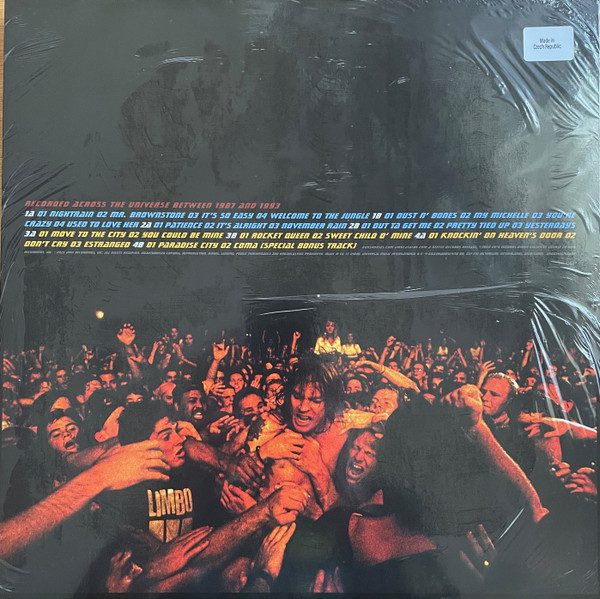 Made in
Czech Republic
RECORDED ACROSS THE UNIVERSE BETWEEN 1987 AND 1993
1A 01 NIGHTRAIN 02 MR. BROWNSTONE 03 IT'S SO EASY 04 WELCOME TO THE JUNGLE 1B 01 DUST N' BONES 02 MY MICHELLE 03 YOU'RE
CRAZY 04 USED TO LOVE HER 2A 01 PATIENCE 02 IT'S ALRIGHT 03 NOVEMBER RAIN 2B 01 OUT TA GET ME 02 PRETTY TIED UP 03 YESTERDAYS
3A 01 MOVE TO THE CITY 02 YOU COULD BE MINE 3B 01 ROCKET QUEEN 02 SWEET CHILD O' MINE 4A 01 KNOCKIN' ON HEAVEN'S DOOR 02
DON'T CRY 03 ESTRANGED 4B 01 PARADISE CITY 02 COMA [SPECIAL BONUS TRACK]
LIMBO